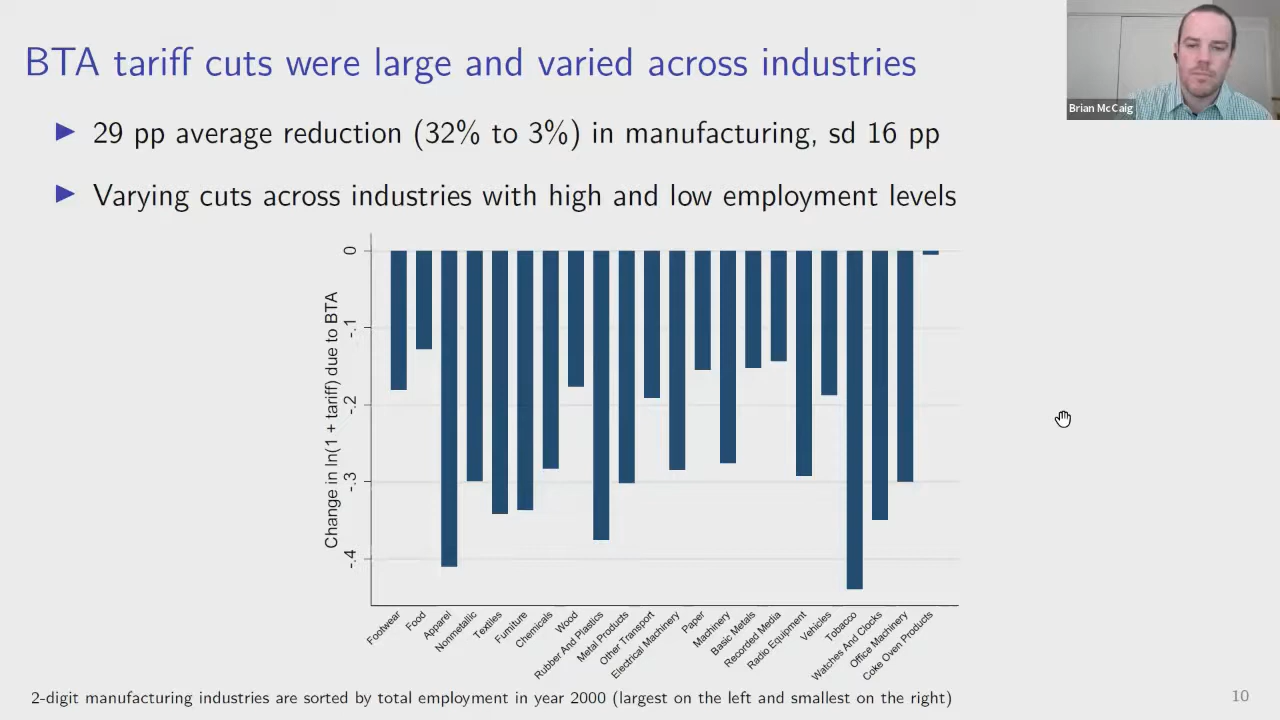 BTA tariff cuts were large and varied across industries
Brian McCaig
29 pp average reduction (32% to 3%) in manufacturing, sd 16 pp
Varying cuts across industries with high and low employment levels
Change in ln(1 + tariff) due to BTA
0
-.1
-.2
-.3
-.4
Footwear
Food
Apparel
Nonmetallic
Textiles
Furniture
Chemicals
Wood
Rubber And Plastics
Metal Products
Other Transport
Electrical Machinery
Paper
Machinery
Basic Metals
Recorded Media
Radio Equipment
Vehicles
Tobacco
Watches And Clocks
Office Machinery
Coke Oven Products
2-digit manufacturing industries are sorted by total employment in year 2000 (largest on the left and smallest on the right)
10